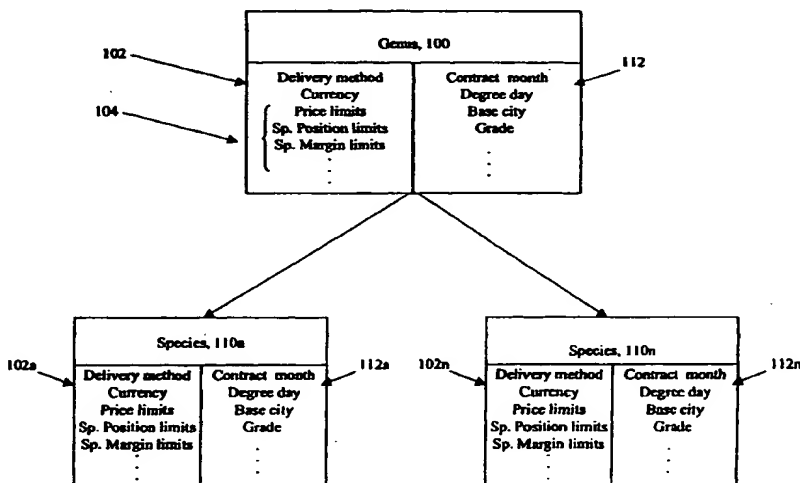 Genus, 100
102
112
Delivery method Contract month
Currency Degree day
104
Price limits Base city
Sp. Position limits Grade
Sp. Margin limits
Species, 110a
Species, 110n
102a
112a
102n
112n
Delivery method Contract month
Currency Degree day
Price limits Base city
Sp. Position limits Grade
Sp. Margin limits
Delivery method Contract month
Currency Degree day
Price limits Base city
Sp. Position limits Grade
Sp. Margin limits